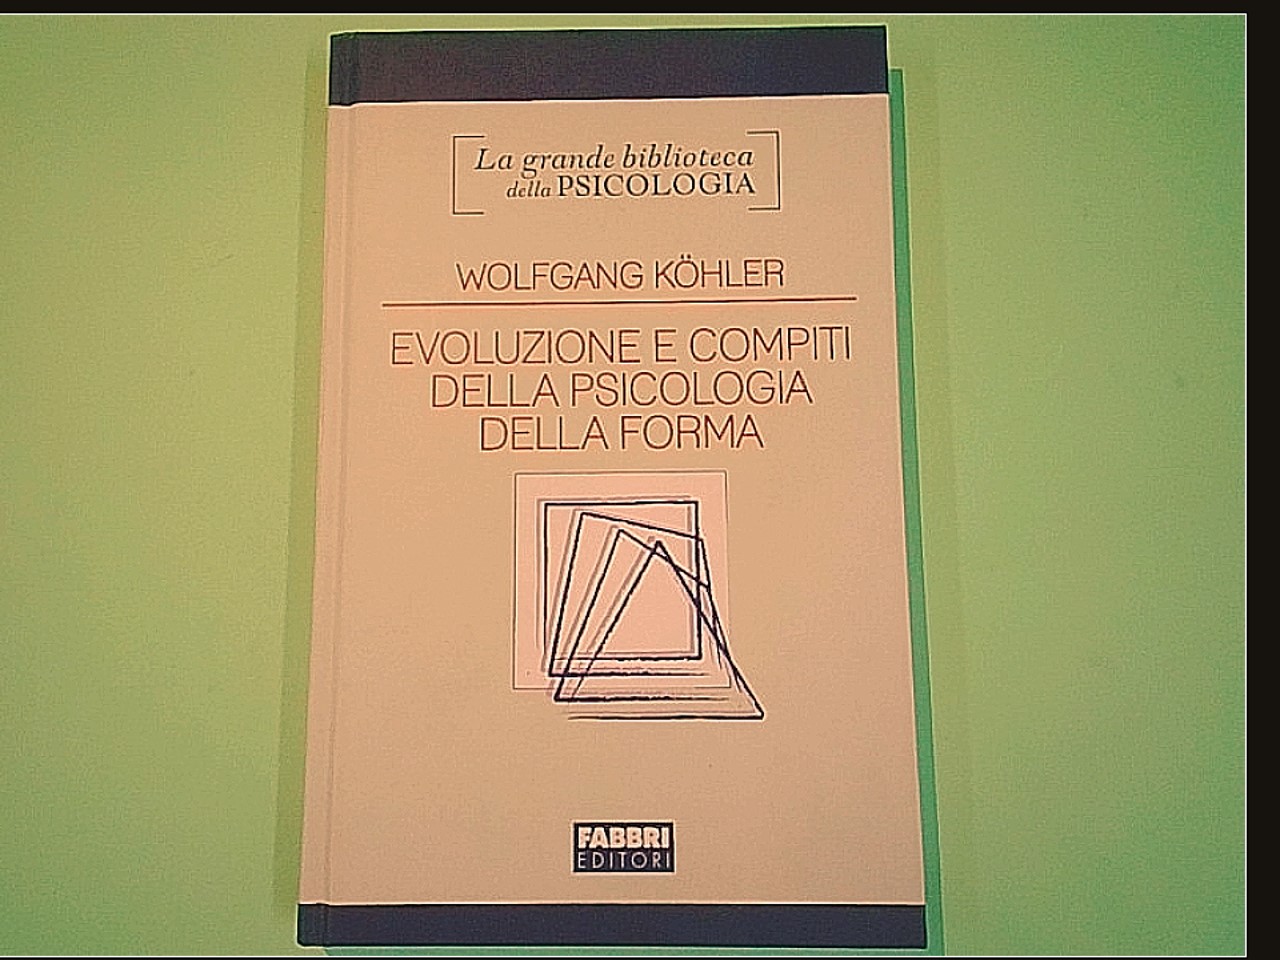 La grande biblioteca
della PSICOLOGIA
WOLFGANG KÖHLER
EVOLUZIONE E COMPITI
DELLA PSICOLOGIA
DELLA FORMA
FABBRI
EDITORI